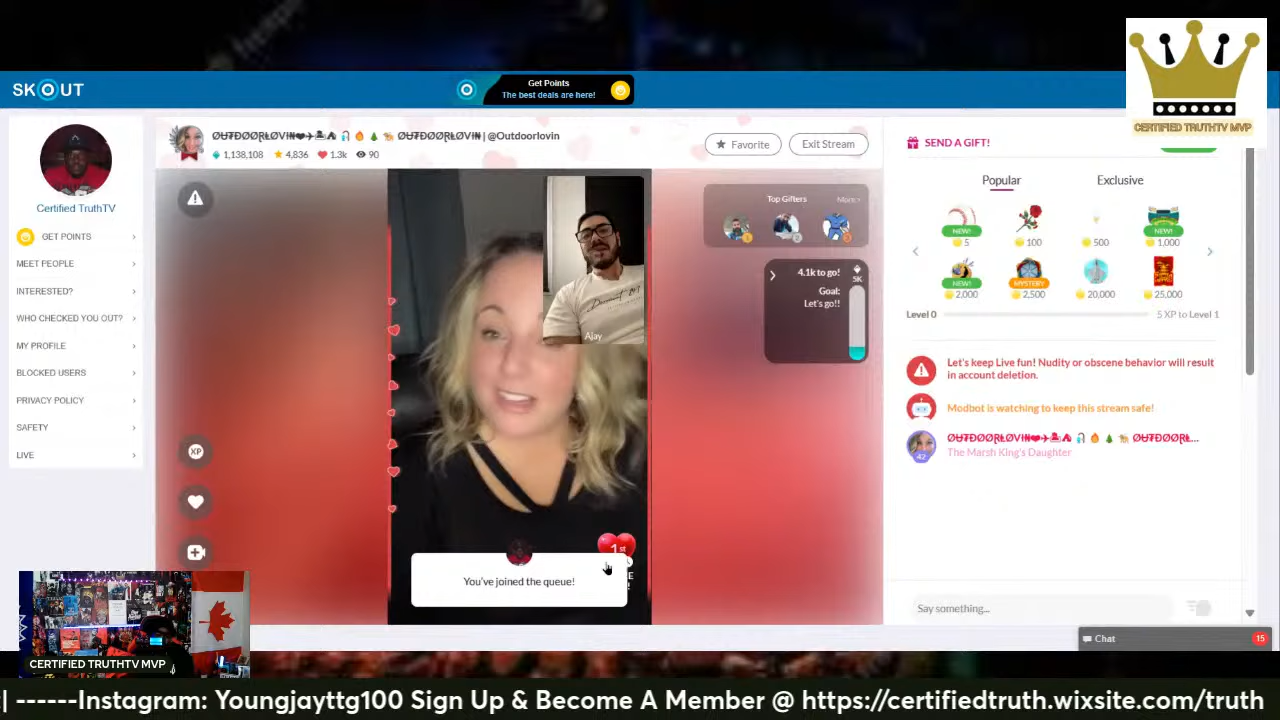 SKOUT
Get Points
The best deals are here!
CERTIFIED TRUTHTV MVP
Certified TruthTV
GET POINTS
MEET PEOPLE
INTERESTED?
WHO CHECKED YOU OUT?
MY PROFILE
BLOCKED USERS
PRIVACY POLICY
SAFETY
LIVE
| @Outdoorlovin
1,138,108 4,836 1.3k 90
Favorite
Exit Stream
Top Gifters More
4.1k to go!
5K
Goal:
Let's go!!
Ajay
XP
1st
You've joined the queue!
SEND A GIFT!
Popular Exclusive
NEW! NEW!
5 100 500 1,000
NEW! MYSTERY
2,000 2,500 20,000 25,000
Level 0 5 XP to Level 1
Let's keep Live fun! Nudity or obscene behavior will result
in account deletion.
Modbot is watching to keep this stream safe!
The Marsh King's Daughter
Say something...
Chat 15
CERTIFIED TRUTHTV MVP
| ------Instagram: Youngjayttg100 Sign Up & Become A Member @ https://certifiedtruth.wixsite.com/truth